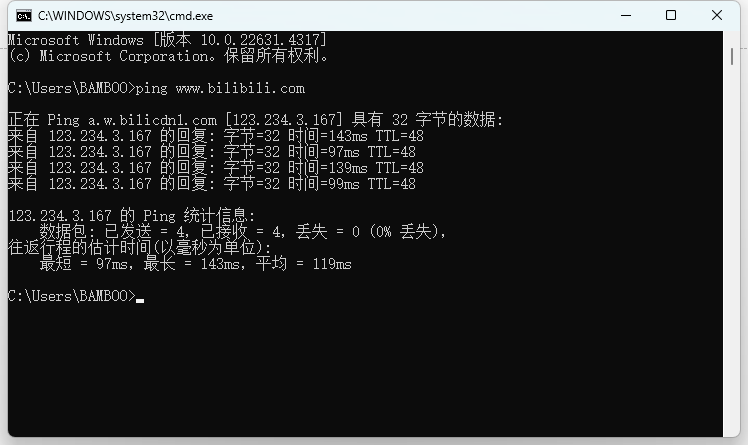 C:\WINDOWS\system32\cmd.exe
Microsoft Windows [版本 10.0.22631.4317]
(c) Microsoft Corporation。保留所有权利。
C:\Users\BAMBOO>ping www.bilibili.com
正在 Ping a.w.bilicdn1.com [123.234.3.167] 具有 32 字节的数据:
来自 123.234.3.167 的回复: 字节=32 时间=143ms TTL=48
来自 123.234.3.167 的回复: 字节=32 时间=97ms TTL=48
来自 123.234.3.167 的回复: 字节=32 时间=139ms TTL=48
来自 123.234.3.167 的回复: 字节=32 时间=99ms TTL=48
123.234.3.167 的 Ping 统计信息:
数据包: 已发送 = 4，已接收 = 4，丢失 = 0 (0% 丢失)，
往返行程的估计时间(以毫秒为单位):
最短 = 97ms，最长 = 143ms，平均 = 119ms
C:\Users\BAMBOO>